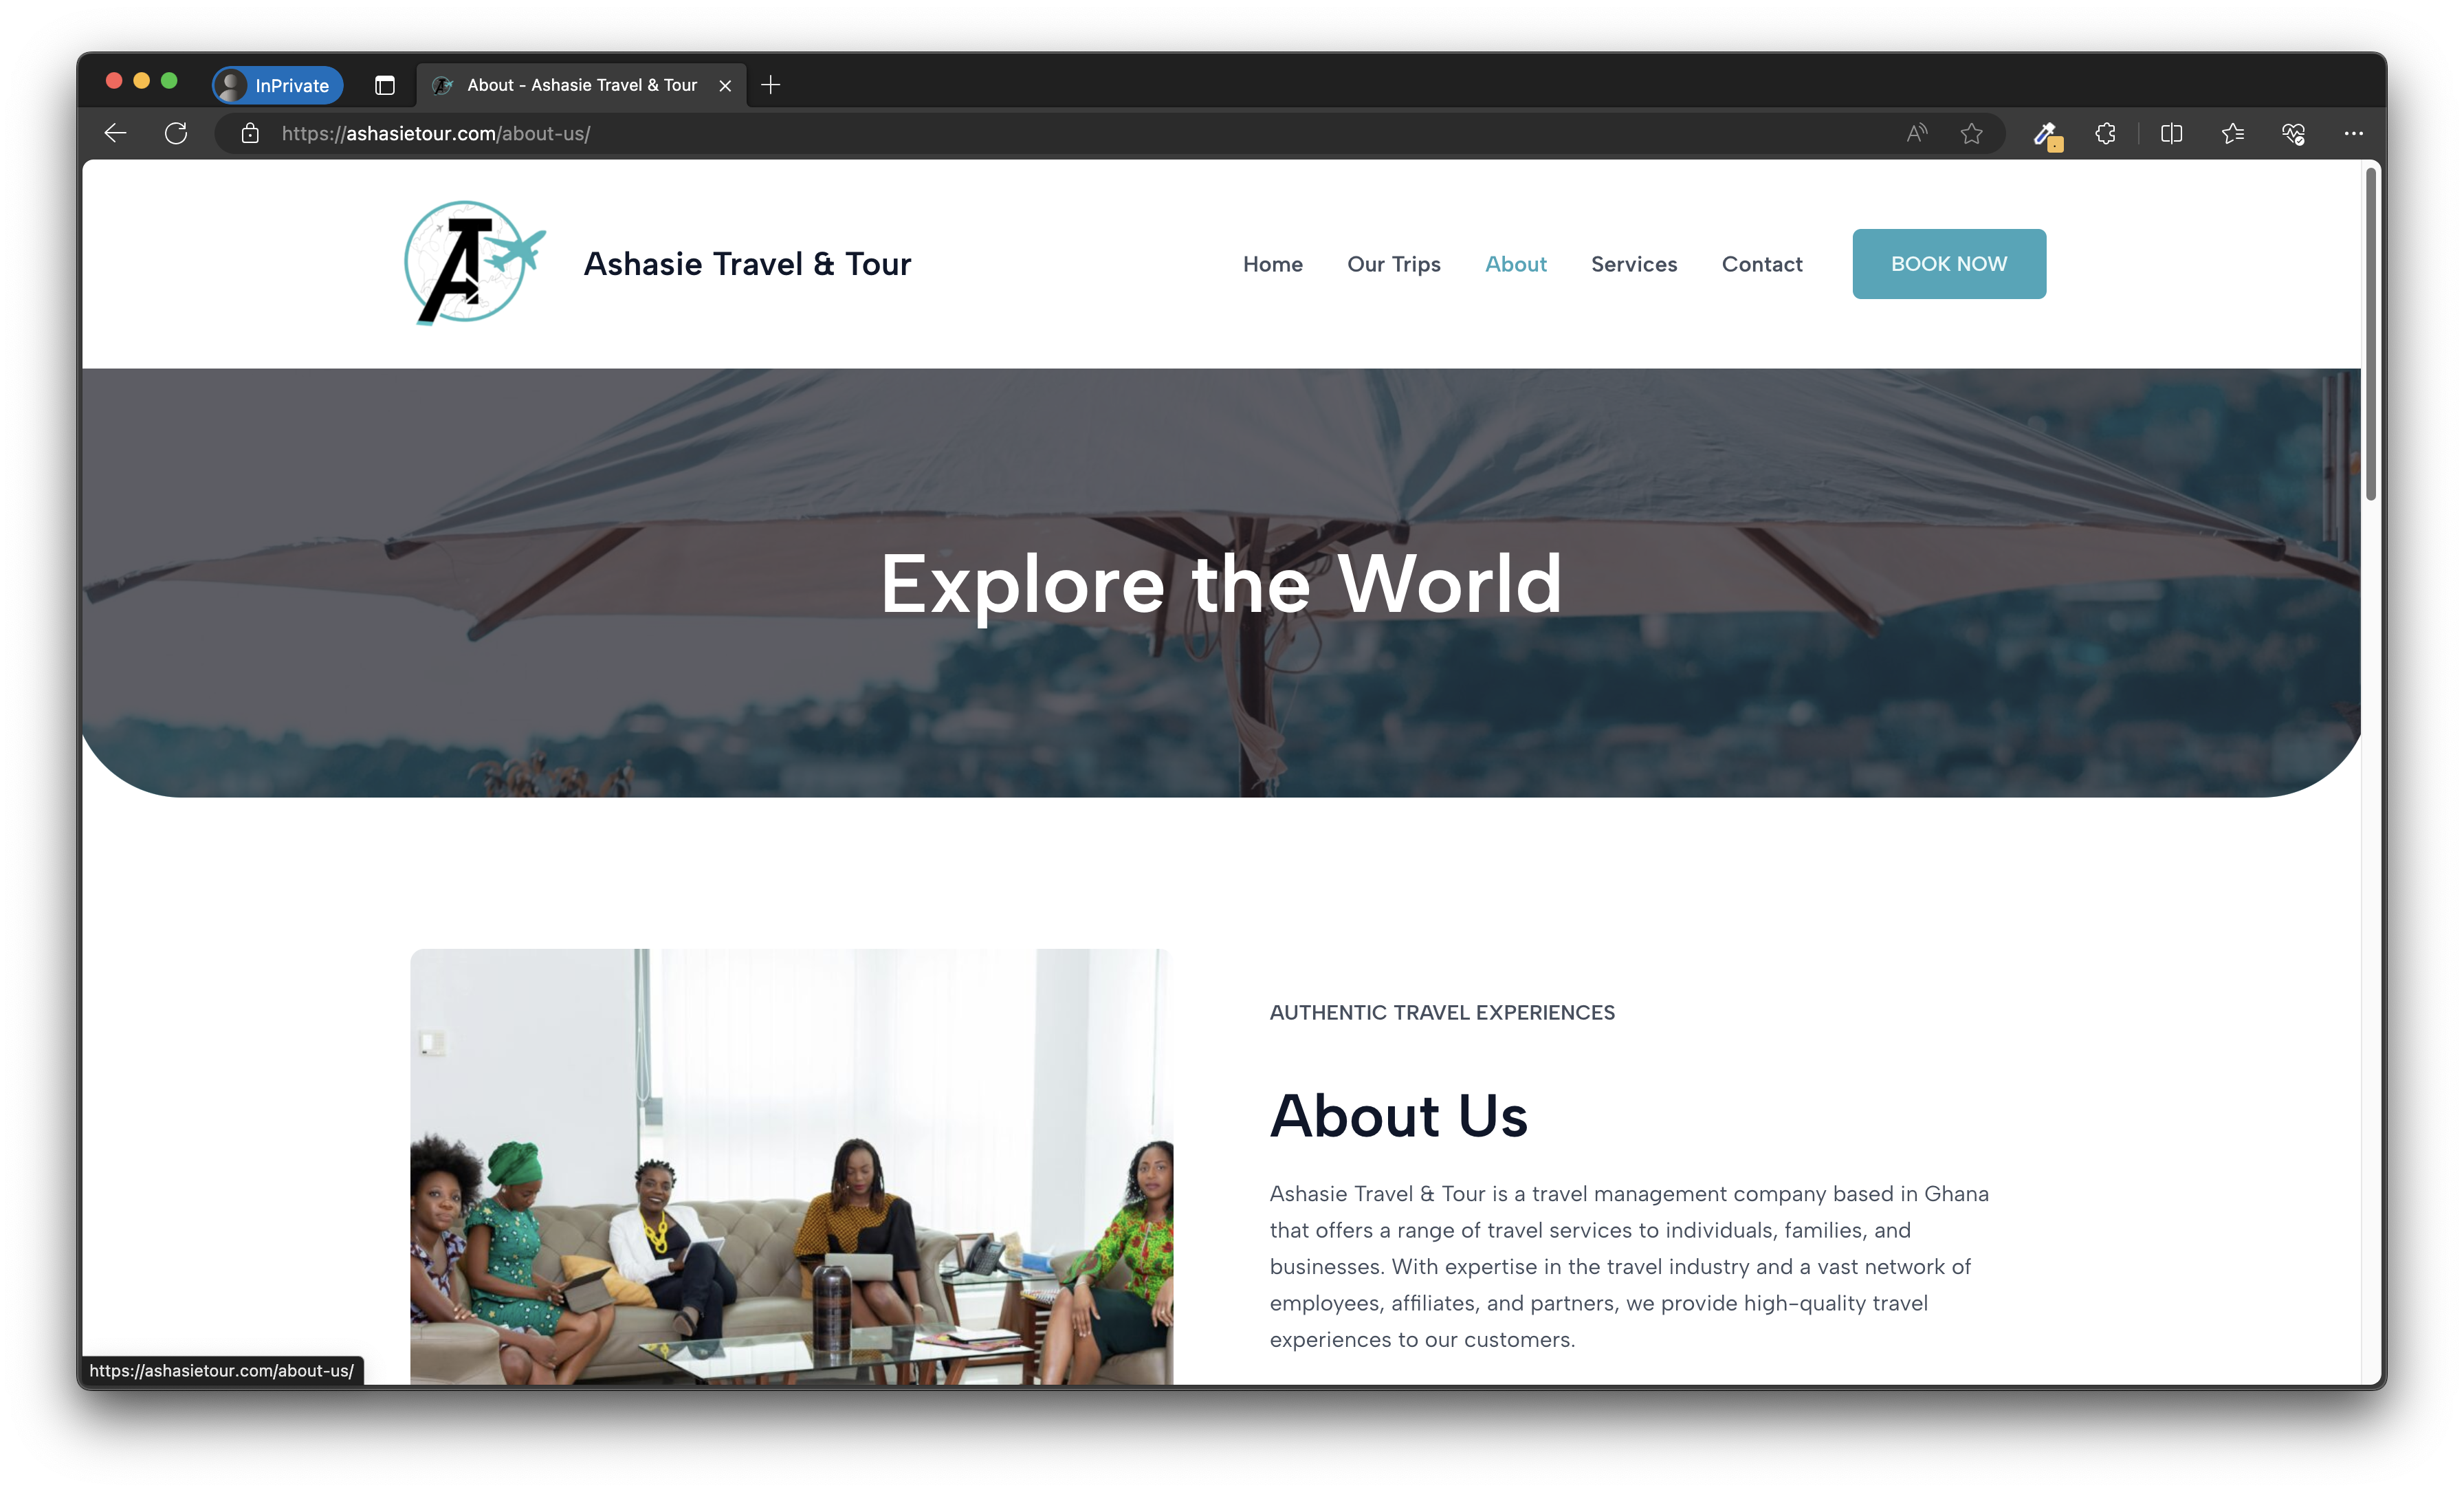 InPrivate
About - Ashasie Travel & Tour
https://ashasietour.com/about-us/
AT
Ashasie Travel & Tour
Home
Our Trips
About
Services
Contact
BOOK NOW
Explore the World
AUTHENTIC TRAVEL EXPERIENCES
About Us
Ashasie Travel & Tour is a travel management company based in Ghana
that offers a range of travel services to individuals, families, and
businesses. With expertise in the travel industry and a vast network of
employees, affiliates, and partners, we provide high-quality travel
experiences to our customers.
https://ashasietour.com/about-us/